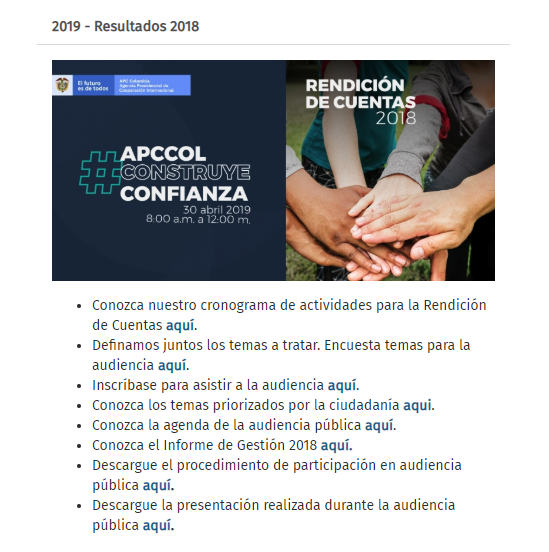 2019 - Resultados 2018
El futuro
es de todos
APC Colombia
Agencia Presidencial de
Cooperación Internacional
RENDICIÓN
DE CUENTAS
2018
#APCCOL
CONSTRUYE
CONFIANZA
30 abril 2019
8:00 a.m. a 12:00 m.
• Conozca nuestro cronograma de actividades para la Rendición
de Cuentas aquí.
• Definamos juntos los temas a tratar. Encuesta temas para la
audiencia aquí.
• Inscríbase para asistir a la audiencia aquí.
• Conozca los temas priorizados por la ciudadanía aqui.
• Conozca la agenda de la audiencia pública aquí.
• Conozca el Informe de Gestión 2018 aquí.
• Descargue el procedimiento de participación en audiencia
pública aquí.
• Descargue la presentación realizada durante la audiencia
pública aquí.